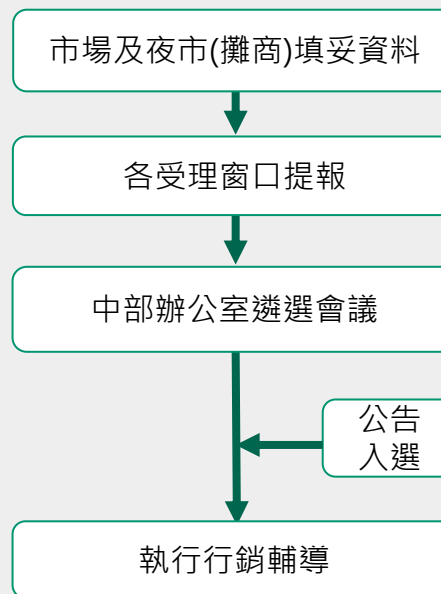 市場及夜市(攤商)填妥資料
各受理窗口提報
中部辦公室遴選會議
公告
入選
執行行銷輔導